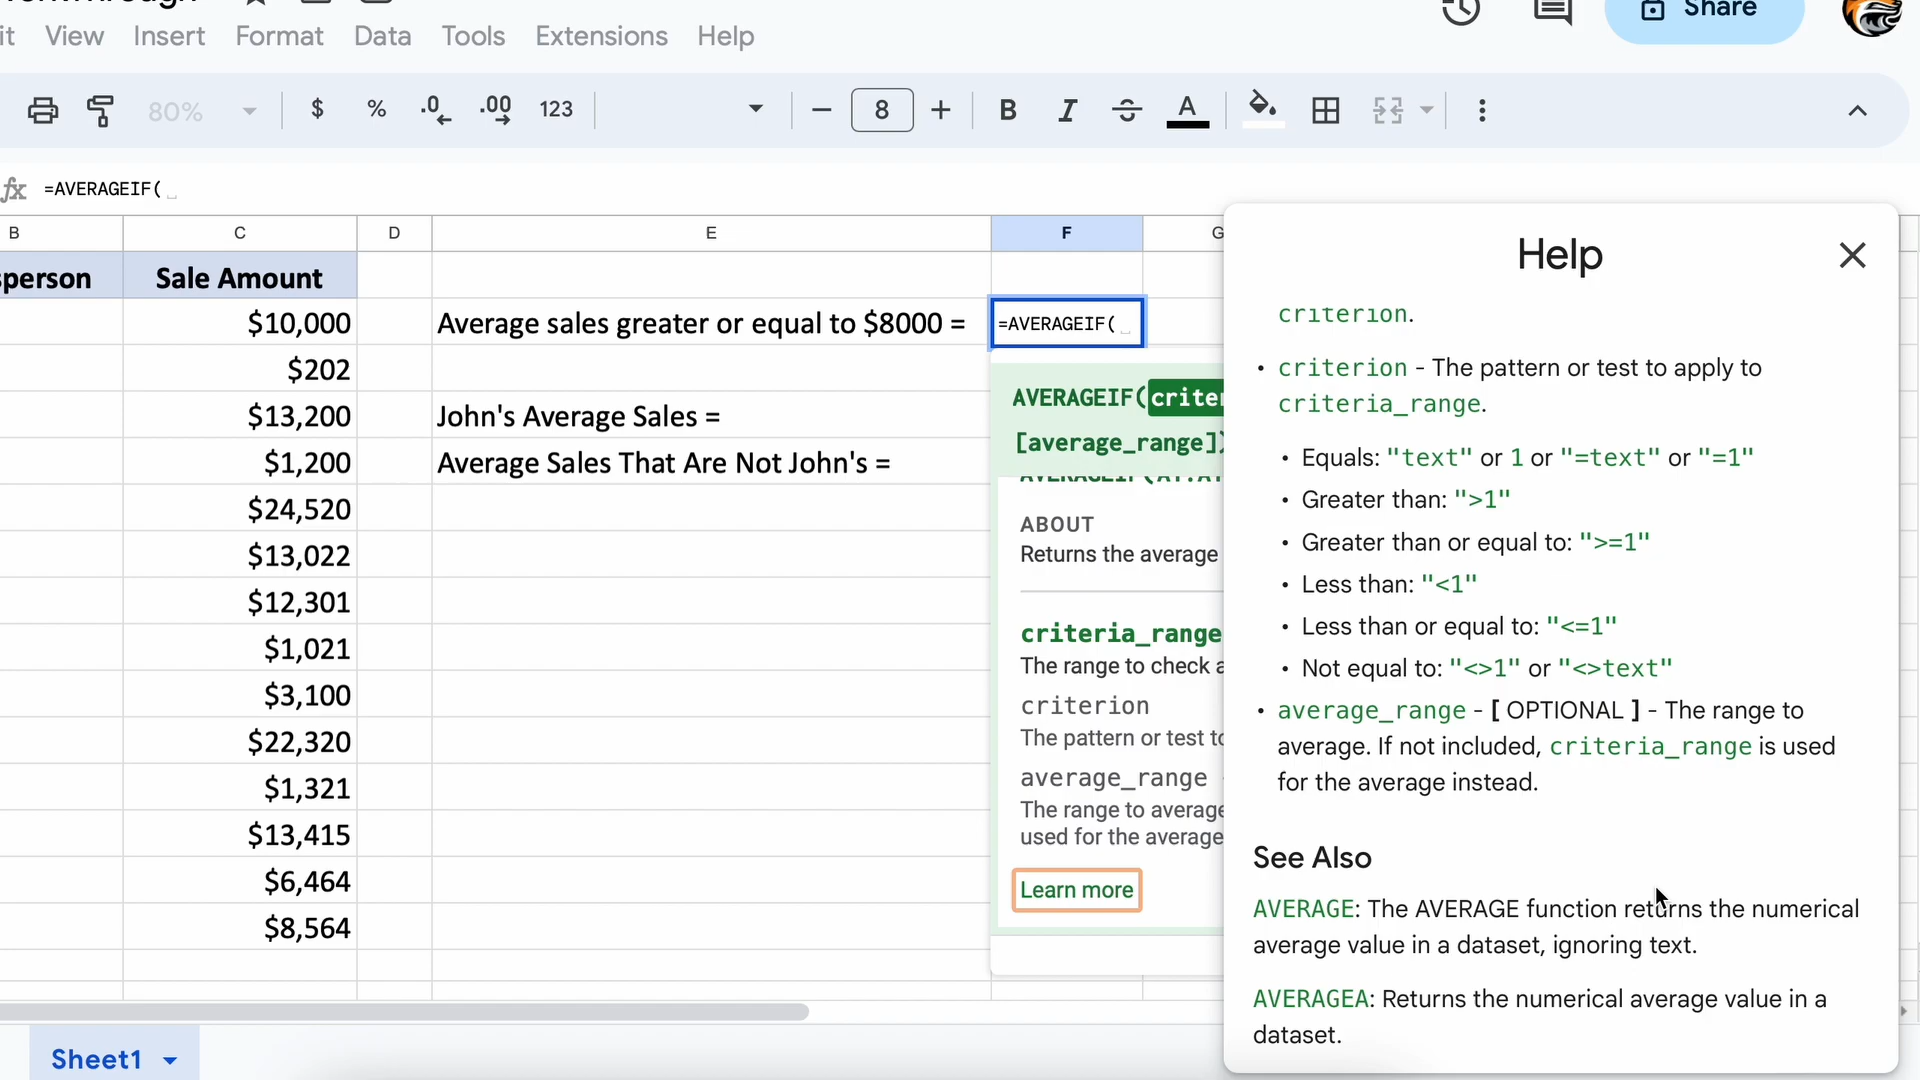 View Insert Format Data Tools Extensions Help
Share
80% $ % .0 .00 123 8 B I A
fx =AVERAGEIF(
B C D E F G
Sale Amount
$10,000 Average sales greater or equal to $8000 = =AVERAGEIF(
$202
$13,200 John's Average Sales =
$1,200 Average Sales That Are Not John's =
$24,520
$13,022
$12,301
$1,021
$3,100
$22,320
$1,321
$13,415
$6,464
$8,564
AVERAGEIF(criter
[average_range])
ABOUT
Returns the average
criteria_range
The range to check a
criterion
The pattern or test to
average_range -
The range to average
used for the average
Learn more
Help
criterion.
• criterion - The pattern or test to apply to
criteria_range.
• Equals: "text" or 1 or "=text" or "=1"
• Greater than: ">1"
• Greater than or equal to: ">=1"
• Less than: "<1"
• Less than or equal to: "<=1"
• Not equal to: "<>1" or "<>text"
• average_range - [ OPTIONAL ] - The range to
average. If not included, criteria_range is used
for the average instead.
See Also
AVERAGE: The AVERAGE function returns the numerical
average value in a dataset, ignoring text.
AVERAGEA: Returns the numerical average value in a
dataset.
Sheet1